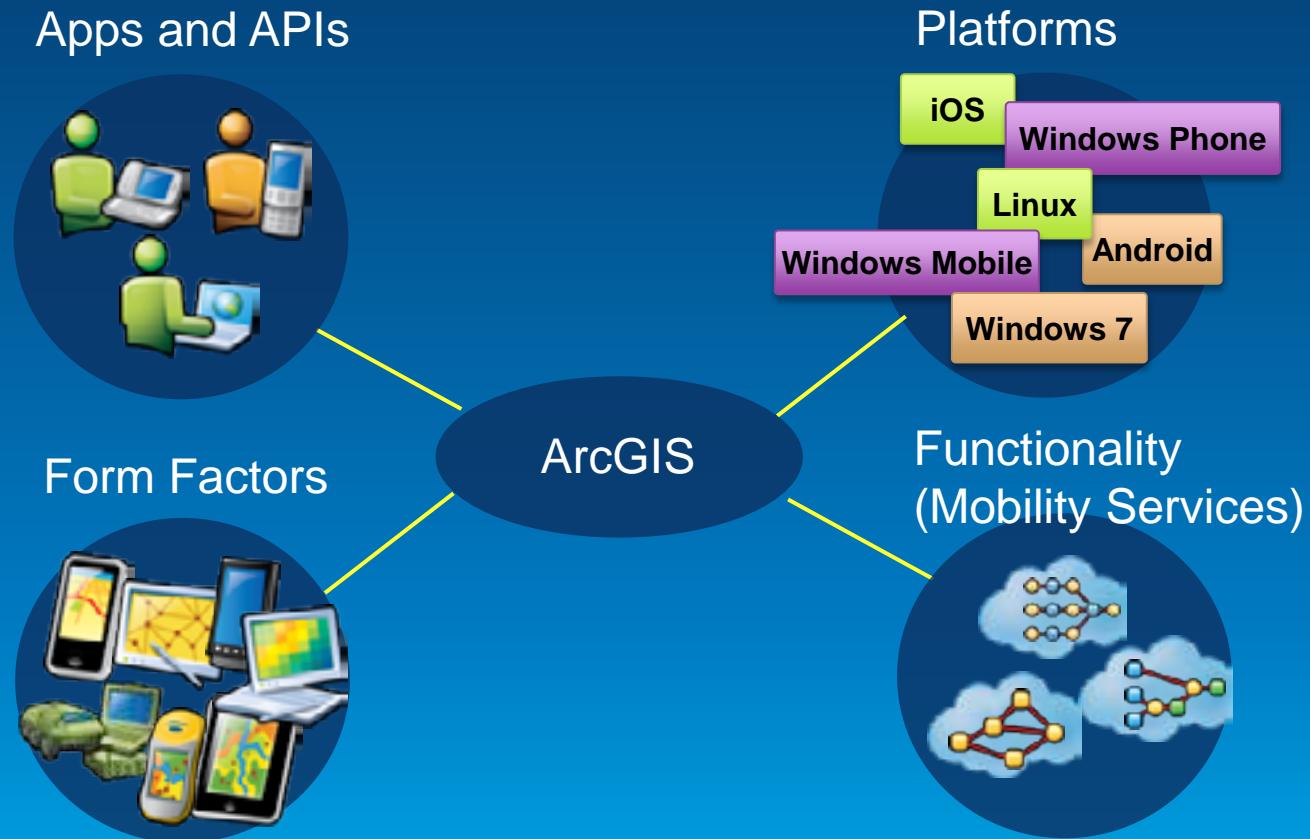 Apps and APIs
Platforms
iOS
Windows Phone
Linux
Android
Windows Mobile
Windows 7
ArcGIS
Form Factors
Functionality
(Mobility Services)